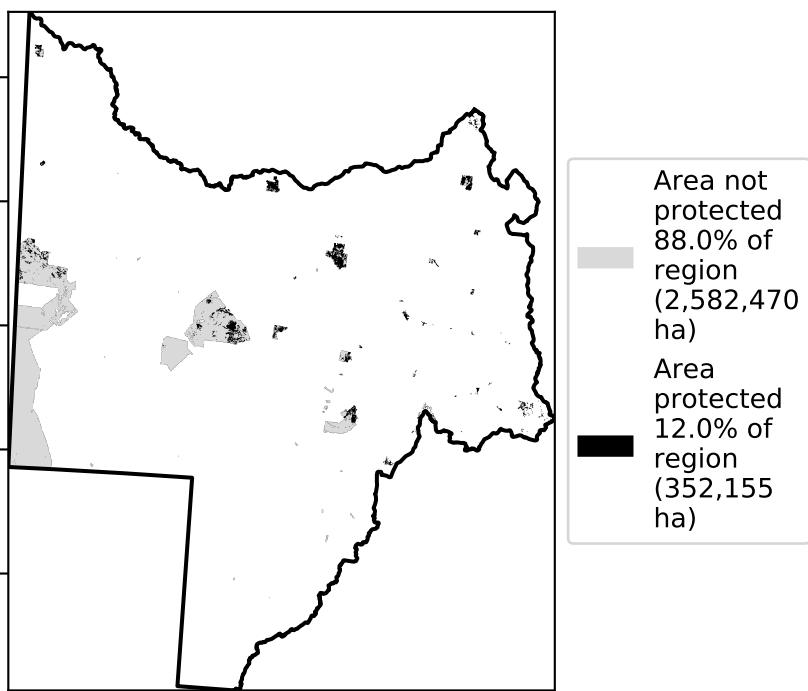 Area not
protected
88.0% of
region
(2,582,470
ha)
Area
protected
12.0% of
region
(352,155
ha)